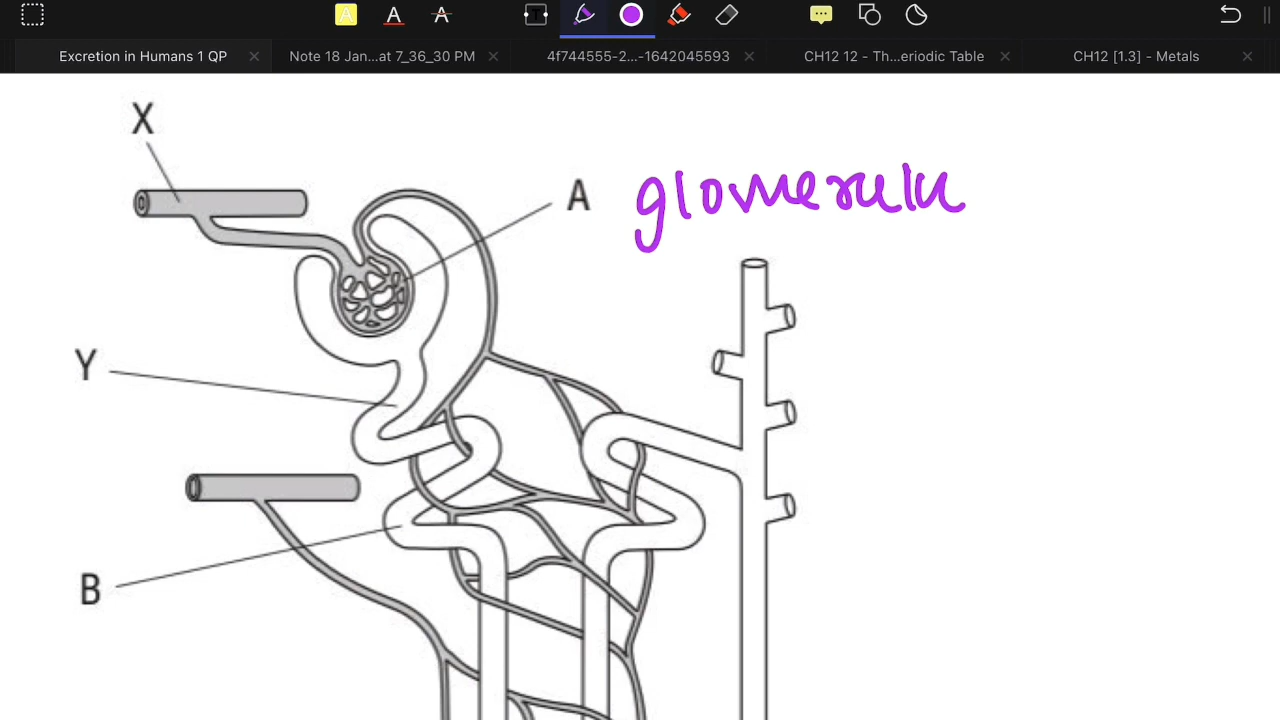 A A A T
Excretion in Humans 1 QP Note 18 Jan...at 7_36_30 PM 4f744555-2...-1642045593 CH12 12 - Th...eriodic Table CH12 [1.3] - Metals
X
A glomerulu
Y
B